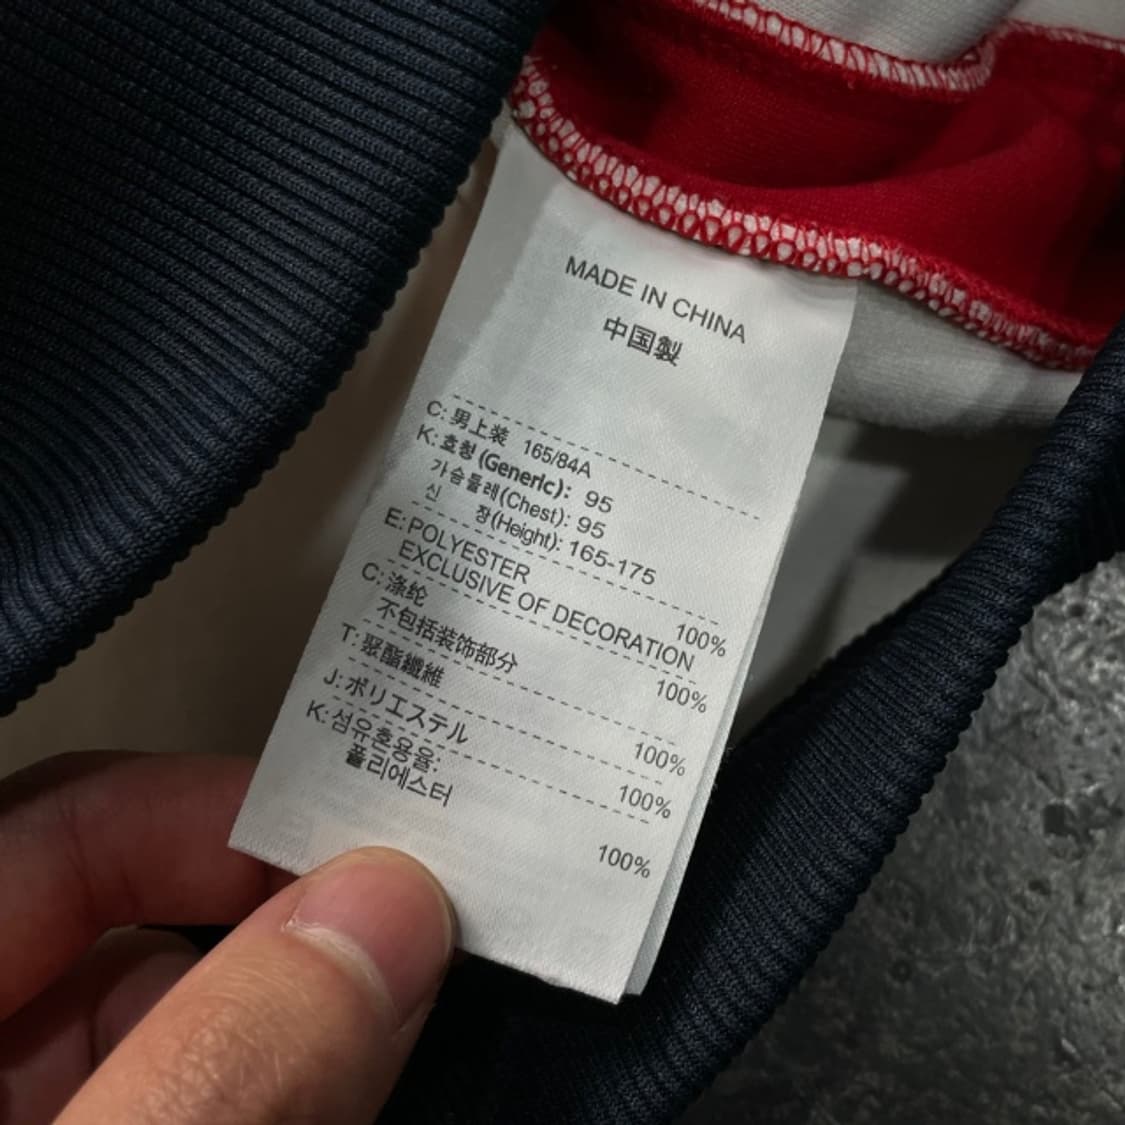 MADE IN CHINA
中国製
C: 男上装 165/84A
K: 호칭 (Generic): 95
가슴둘레(Chest): 95
신 장(Height): 165-175
E: POLYESTER 100%
EXCLUSIVE OF DECORATION
C: 涤纶 100%
不包括装饰部分
T: 聚酯纖維 100%
J: ポリエステル 100%
K: 섬유혼용율:
폴리에스터 100%